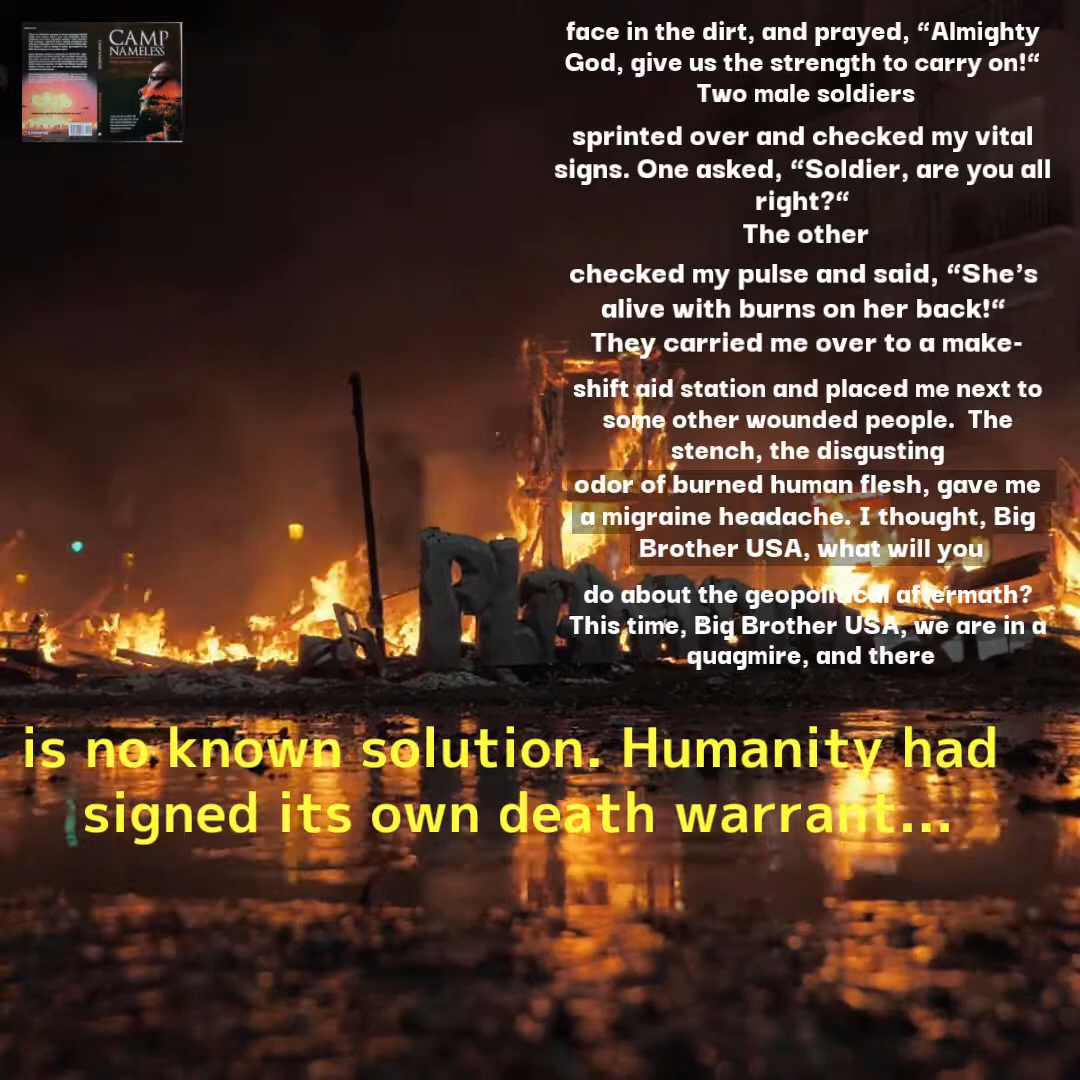 CAMP
NAMELESS
face in the dirt, and prayed, “Almighty
God, give us the strength to carry on!“
Two male soldiers
sprinted over and checked my vital
signs. One asked, “Soldier, are you all
right?“
The other
checked my pulse and said, “She’s
alive with burns on her back!“
They carried me over to a make-
shift aid station and placed me next to
some other wounded people. The
stench, the disgusting
odor of burned human flesh, gave me
a migraine headache. I thought, Big
Brother USA, what will you
do about the geopolitical aftermath?
This time, Big Brother USA, we are in a
quagmire, and there
is no known solution. Humanity had
signed its own death warrant...